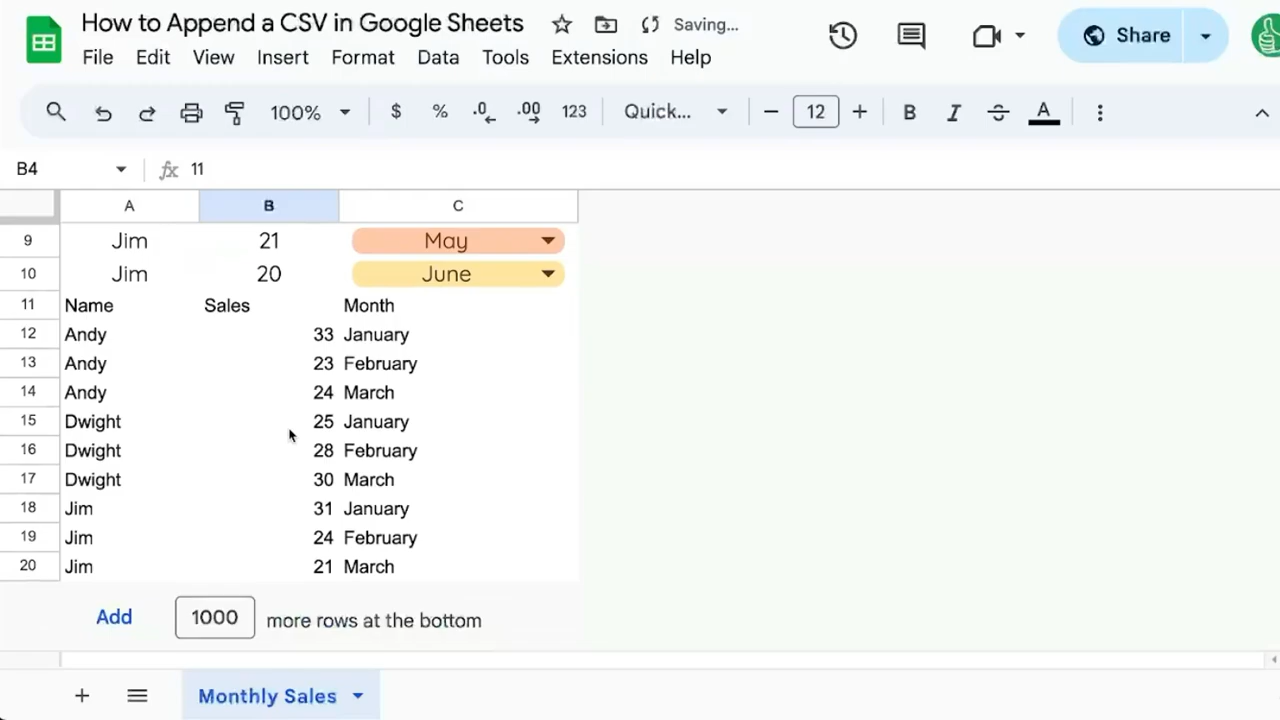 How to Append a CSV in Google Sheets Saving...
File Edit View Insert Format Data Tools Extensions Help Share
100% $ % .0 .00 123 Quick... 12 B I S A
B4 fx 11
A B C
9 Jim 21 May
10 Jim 20 June
11 Name Sales Month
12 Andy 33 January
13 Andy 23 February
14 Andy 24 March
15 Dwight 25 January
16 Dwight 28 February
17 Dwight 30 March
18 Jim 31 January
19 Jim 24 February
20 Jim 21 March
Add 1000 more rows at the bottom
Monthly Sales